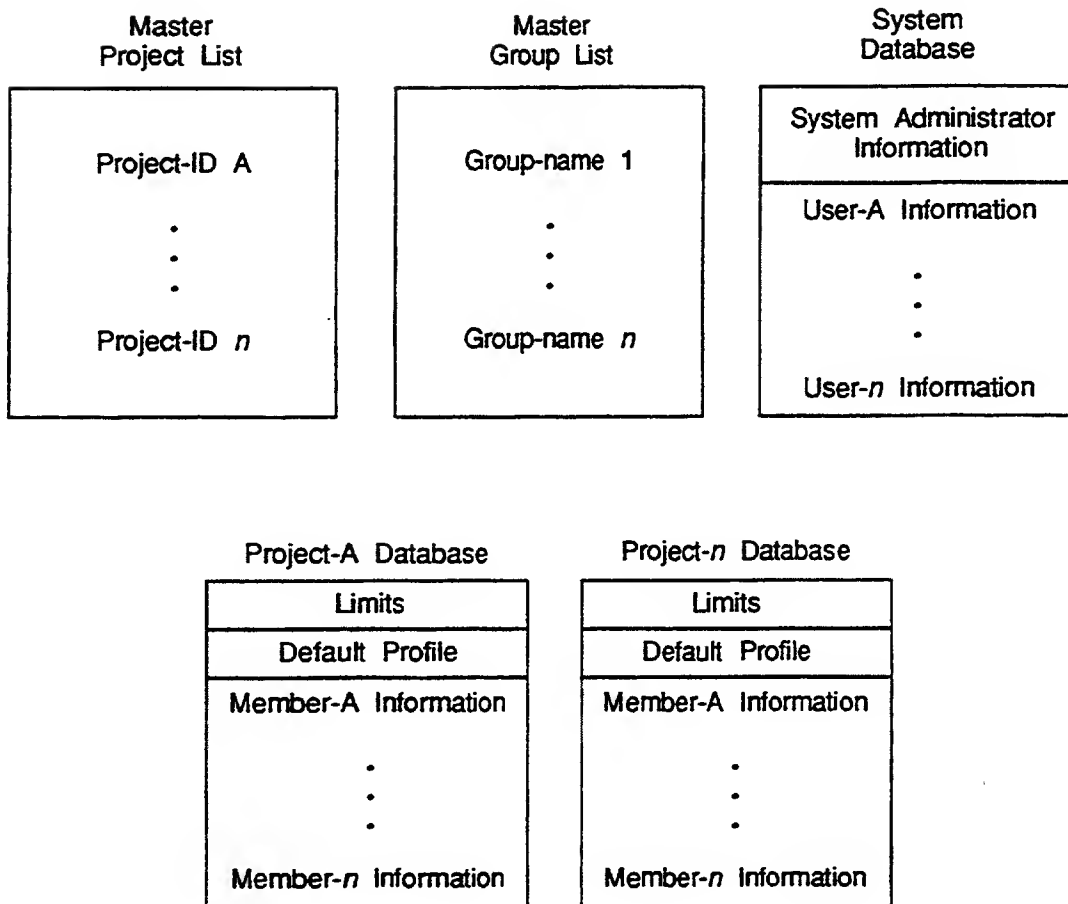 Master
Project List
Master
Group List
System
Database
Project-ID A
Project-ID n
Group-name 1
Group-name n
System Administrator
Information
User-A Information
User-n Information
Project-A Database
Limits
Default Profile
Member-A Information
Member-n Information
Project-n Database
Limits
Default Profile
Member-A Information
Member-n Information